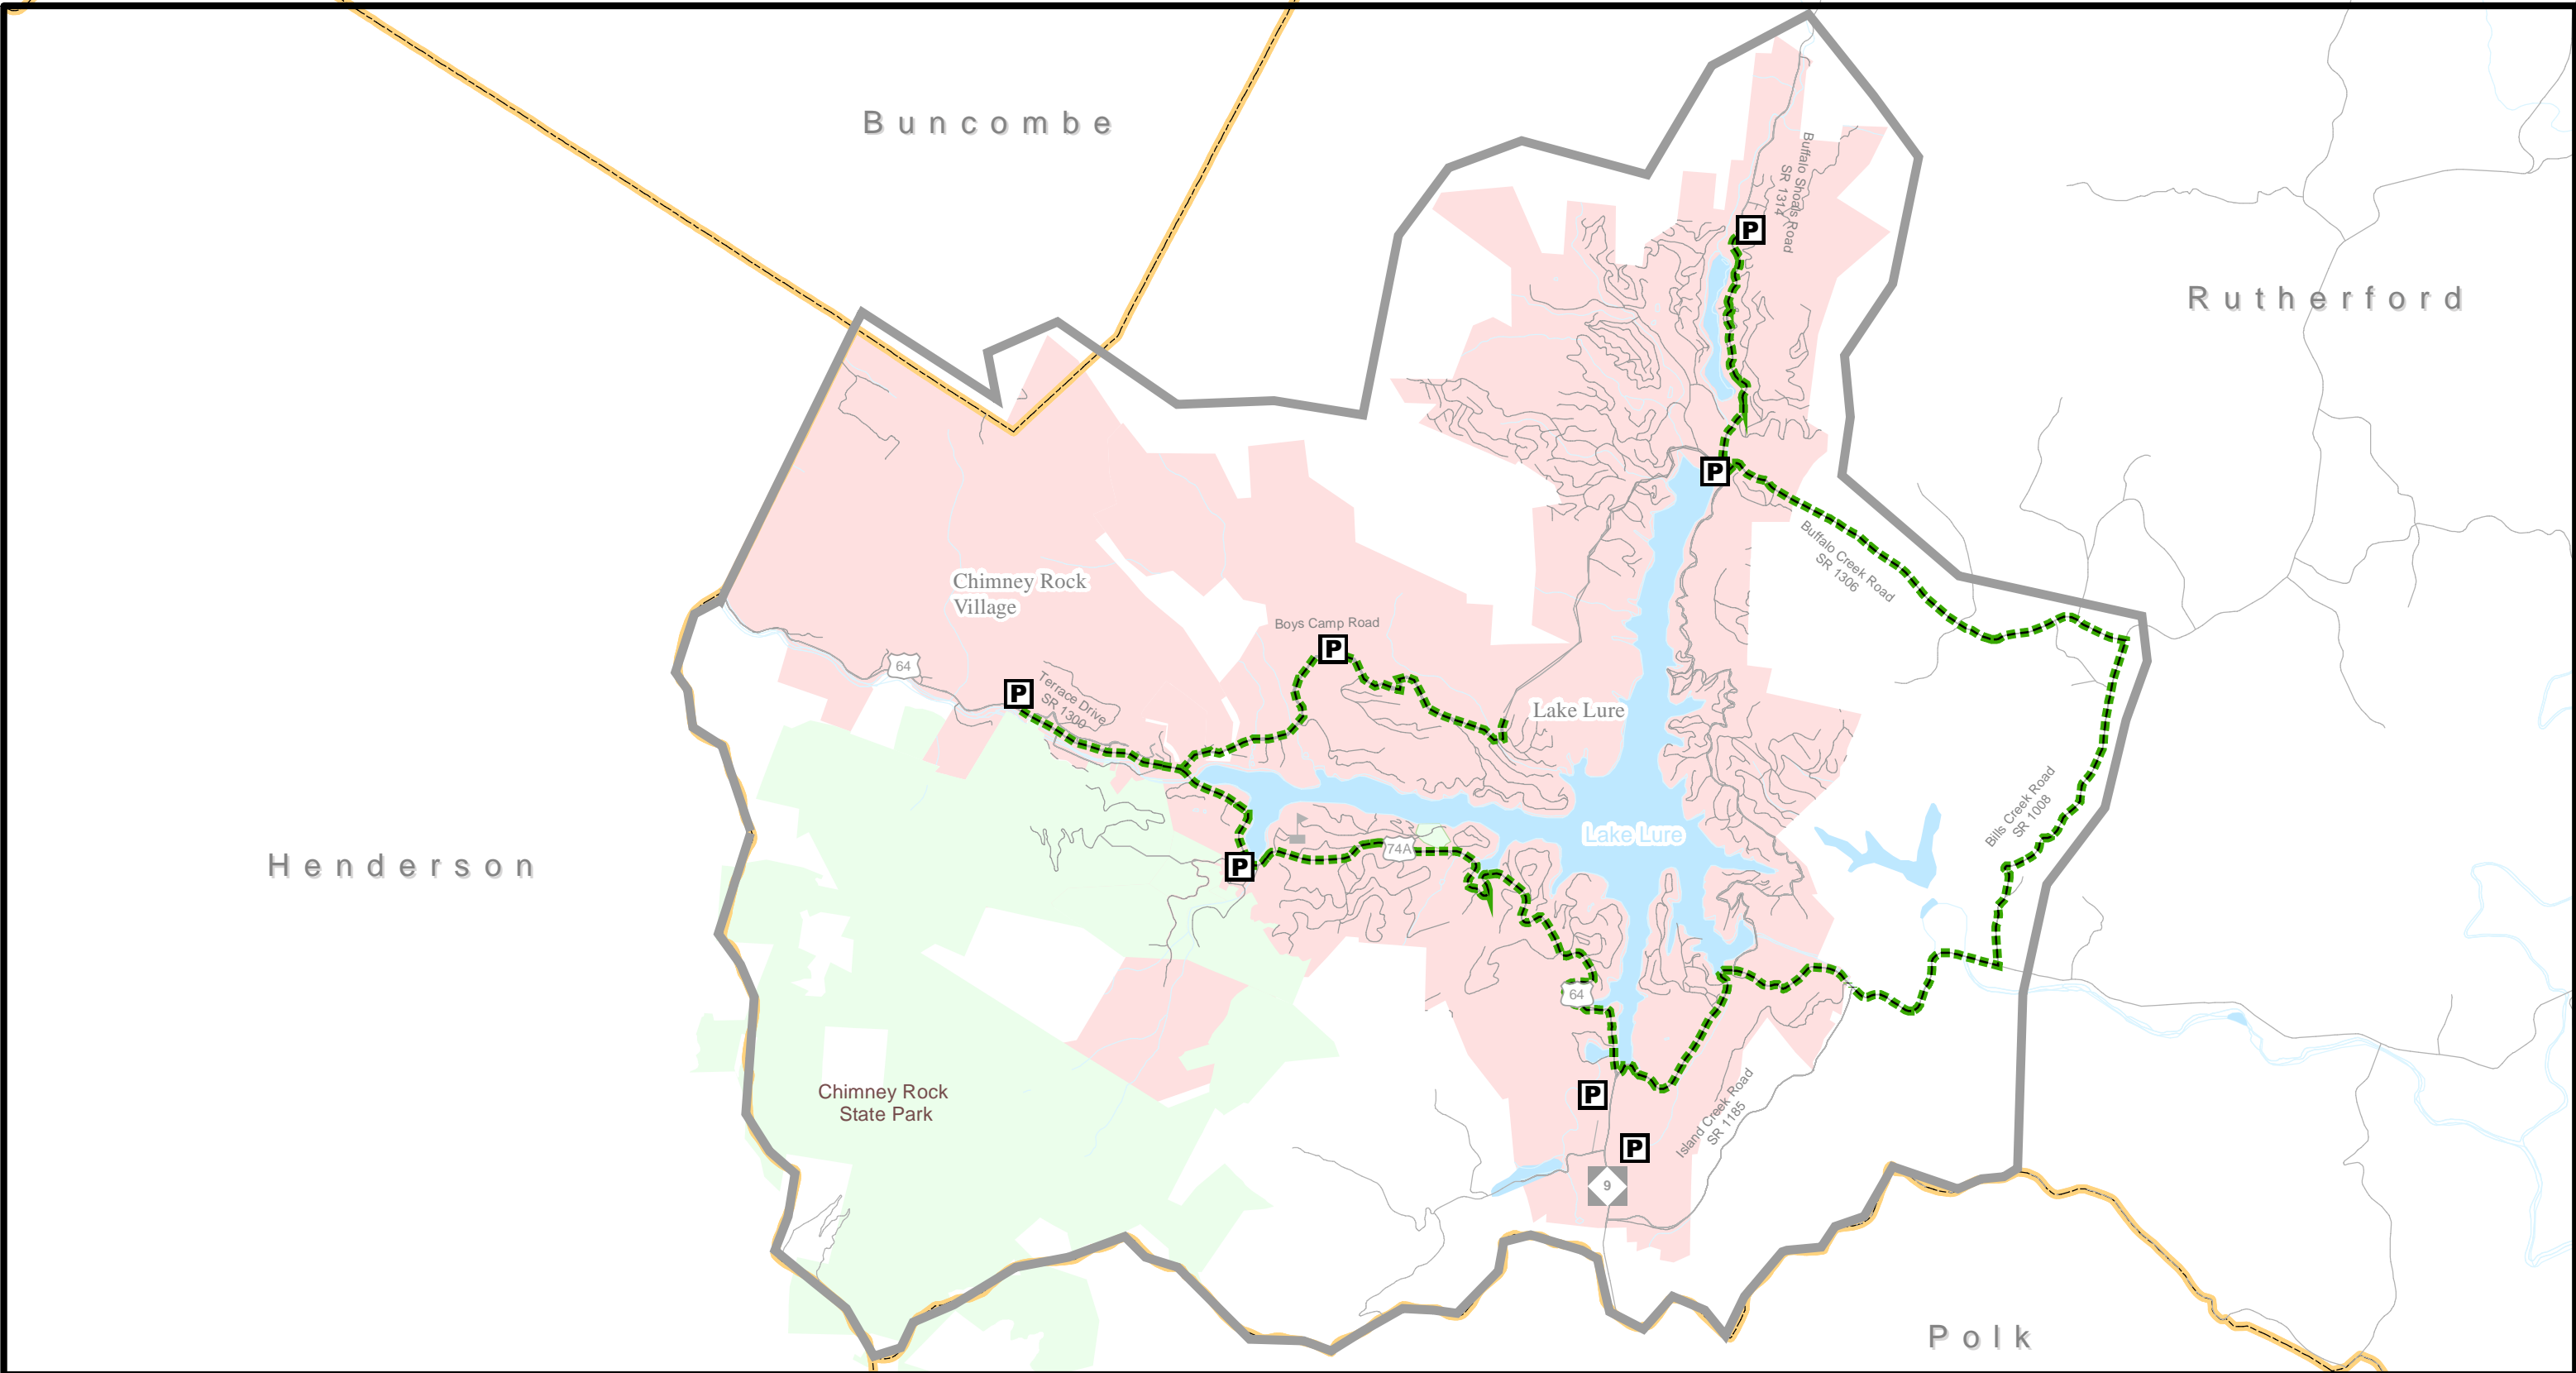 Buncombe
Buffalo Shoals Road
SR 1314
P
Rutherford
P
Buffalo Creek Road
SR 1306
Chimney Rock
Village
Boys Camp Road
P
64
P
Terrace Drive
SR 1300
Lake Lure
Bills Creek Road
SR 1008
Lake Lure
74A
Henderson
P
64
Chimney Rock
State Park
P
Island Creek Road
SR 1185
P
9
Polk